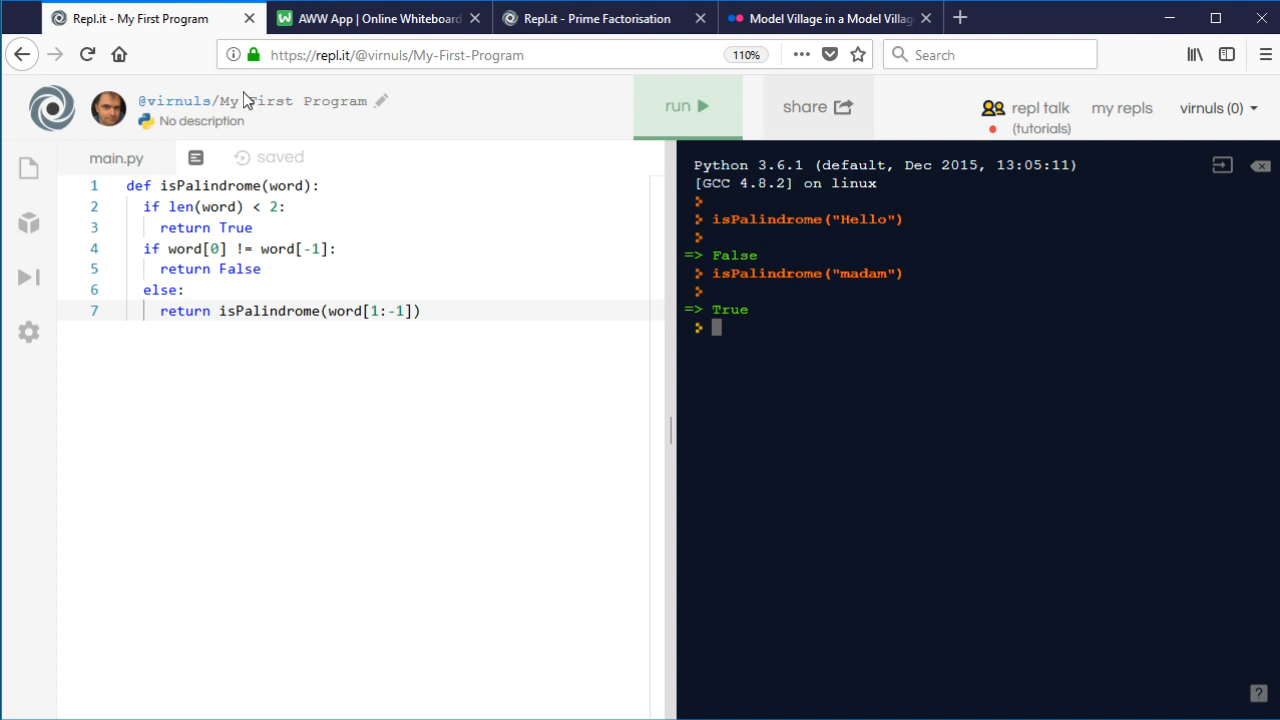 Repl.it - My First Program
AWW App | Online Whiteboard
Repl.it - Prime Factorisation
Model Village in a Model Villag
https://repl.it/@virnuls/My-First-Program
110%
Search
@virnuls/My First Program
No description
run
share
repl talk
(tutorials)
my repls
virnuls (0)
main.py
saved
1 def isPalindrome(word):
2 if len(word) < 2:
3 return True
4 if word[0] != word[-1]:
5 return False
6 else:
7 return isPalindrome(word[1:-1])
Python 3.6.1 (default, Dec 2015, 13:05:11)
[GCC 4.8.2] on linux
isPalindrome("Hello")
=> False
isPalindrome("madam")
=> True
?